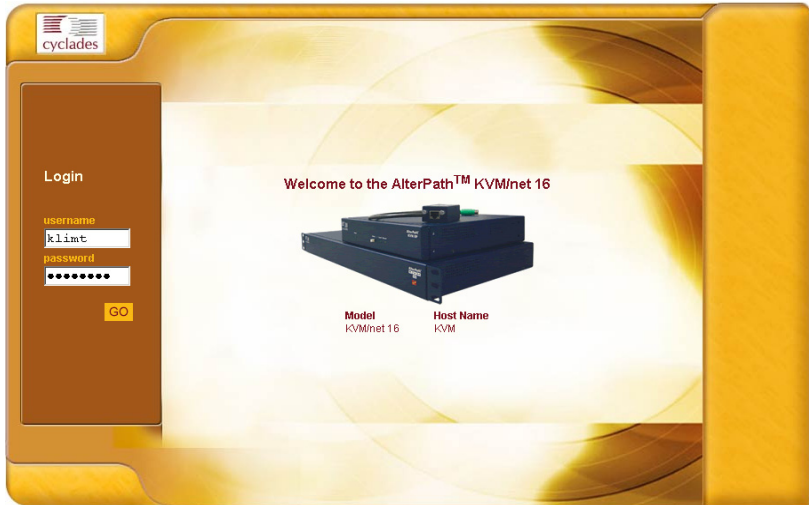 cyclades
Login
username
klimt
password
GO
Welcome to the AlterPath™ KVM/net 16
Model
Host Name
KVM/net 16
KVM